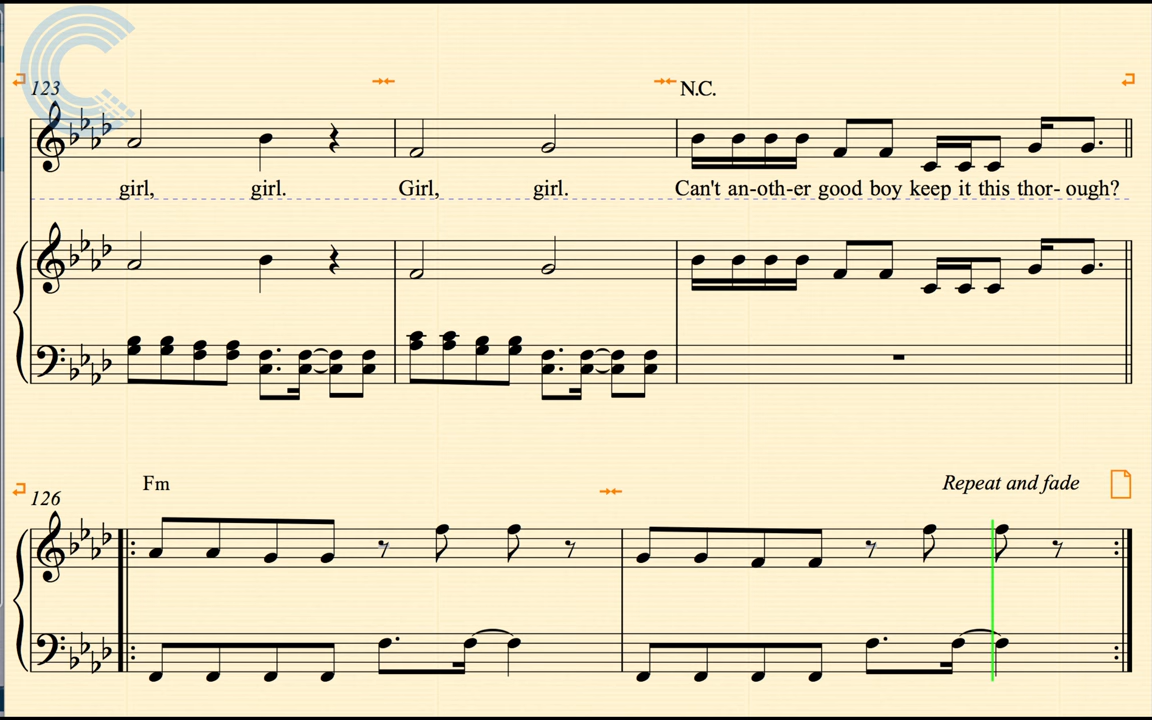 123
N.C.
girl, girl. Girl, girl. Can't an-oth-er good boy keep it this thor- ough?
126
Fm
Repeat and fade